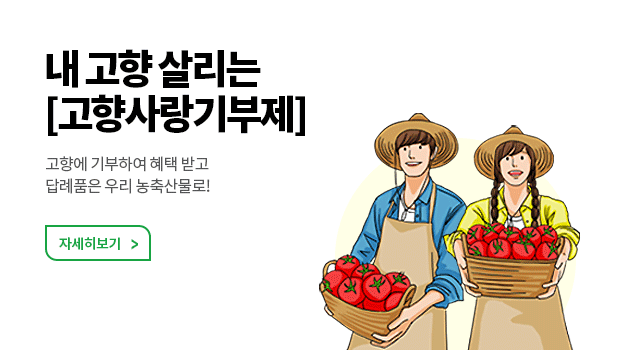 내 고향 살리는
[고향사랑기부제]
고향에 기부하여 혜택 받고
답례품은 우리 농축산물로!
자세히보기 >